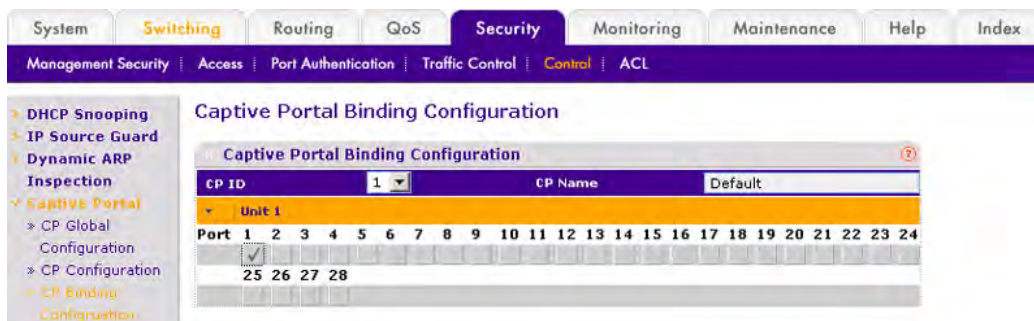 System Switching Routing QoS Security Monitoring Maintenance Help Index
Management Security Access Port Authentication Traffic Control Control ACL
DHCP Snooping
IP Source Guard
Dynamic ARP
Inspection
Captive Portal
» CP Global
Configuration
» CP Configuration
» CP Binding
Configruation
Captive Portal Binding Configuration
Captive Portal Binding Configuration
CP ID 1 CP Name Default
Unit 1
Port 1 2 3 4 5 6 7 8 9 10 11 12 13 14 15 16 17 18 19 20 21 22 23 24
25 26 27 28